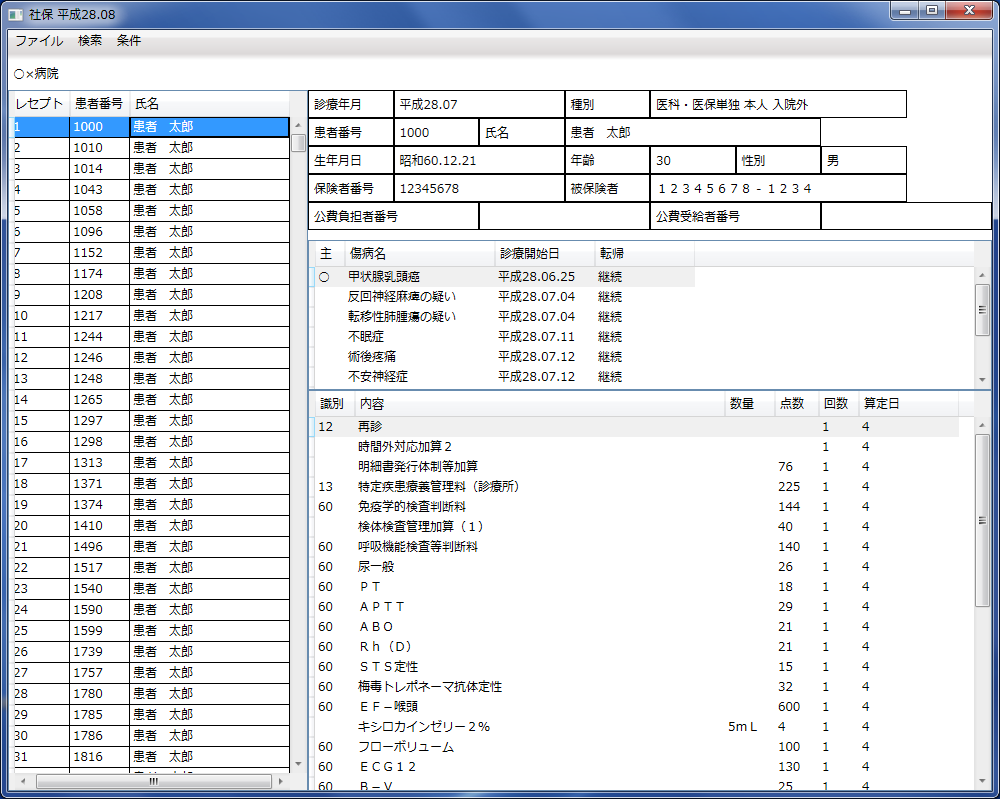 社保 平成28.08
ファイル 検索 条件
○×病院
レセプト 患者番号 氏名
1 1000 患者 太郎
2 1010 患者 太郎
3 1014 患者 太郎
4 1043 患者 太郎
5 1058 患者 太郎
6 1096 患者 太郎
7 1152 患者 太郎
8 1174 患者 太郎
9 1208 患者 太郎
10 1217 患者 太郎
11 1244 患者 太郎
12 1246 患者 太郎
13 1248 患者 太郎
14 1265 患者 太郎
15 1297 患者 太郎
16 1298 患者 太郎
17 1313 患者 太郎
18 1371 患者 太郎
19 1374 患者 太郎
20 1410 患者 太郎
21 1496 患者 太郎
22 1517 患者 太郎
23 1540 患者 太郎
24 1590 患者 太郎
25 1599 患者 太郎
26 1739 患者 太郎
27 1757 患者 太郎
28 1780 患者 太郎
29 1785 患者 太郎
30 1786 患者 太郎
31 1816 患者 太郎
診療年月 平成28.07 種別 医科・医保単独 本人 入院外
患者番号 1000 氏名 患者 太郎
生年月日 昭和60.12.21 年齢 30 性別 男
保険者番号 12345678 被保険者 １２３４５６７８－１２３４
公費負担者番号 公費受給者番号
主 傷病名 診療開始日 転帰
○ 甲状腺乳頭癌 平成28.06.25 継続
反回神経麻痺の疑い 平成28.07.04 継続
転移性肺腫瘍の疑い 平成28.07.04 継続
不眠症 平成28.07.11 継続
術後疼痛 平成28.07.12 継続
不安神経症 平成28.07.12 継続
識別 内容 数量 点数 回数 算定日
12 再診 1 4
時間外対応加算２ 1 4
明細書発行体制等加算 76 1 4
13 特定疾患療養管理料（診療所） 225 1 4
60 免疫学的検査判断料 144 1 4
検体検査管理加算（１） 40 1 4
60 呼吸機能検査等判断料 140 1 4
60 尿一般 26 1 4
60 ＰＴ 18 1 4
60 ＡＰＴＴ 29 1 4
60 ＡＢＯ 21 1 4
60 Ｒｈ（Ｄ） 21 1 4
60 ＳＴＳ定性 15 1 4
60 梅毒トレポネーマ抗体定性 32 1 4
60 ＥＦ－喉頭 600 1 4
キシロカインゼリー２％ 5ｍＬ 4 1 4
60 フローボリューム 100 1 4
60 ＥＣＧ１２ 130 1 4
60 Ｂ－Ｖ 25 1 4